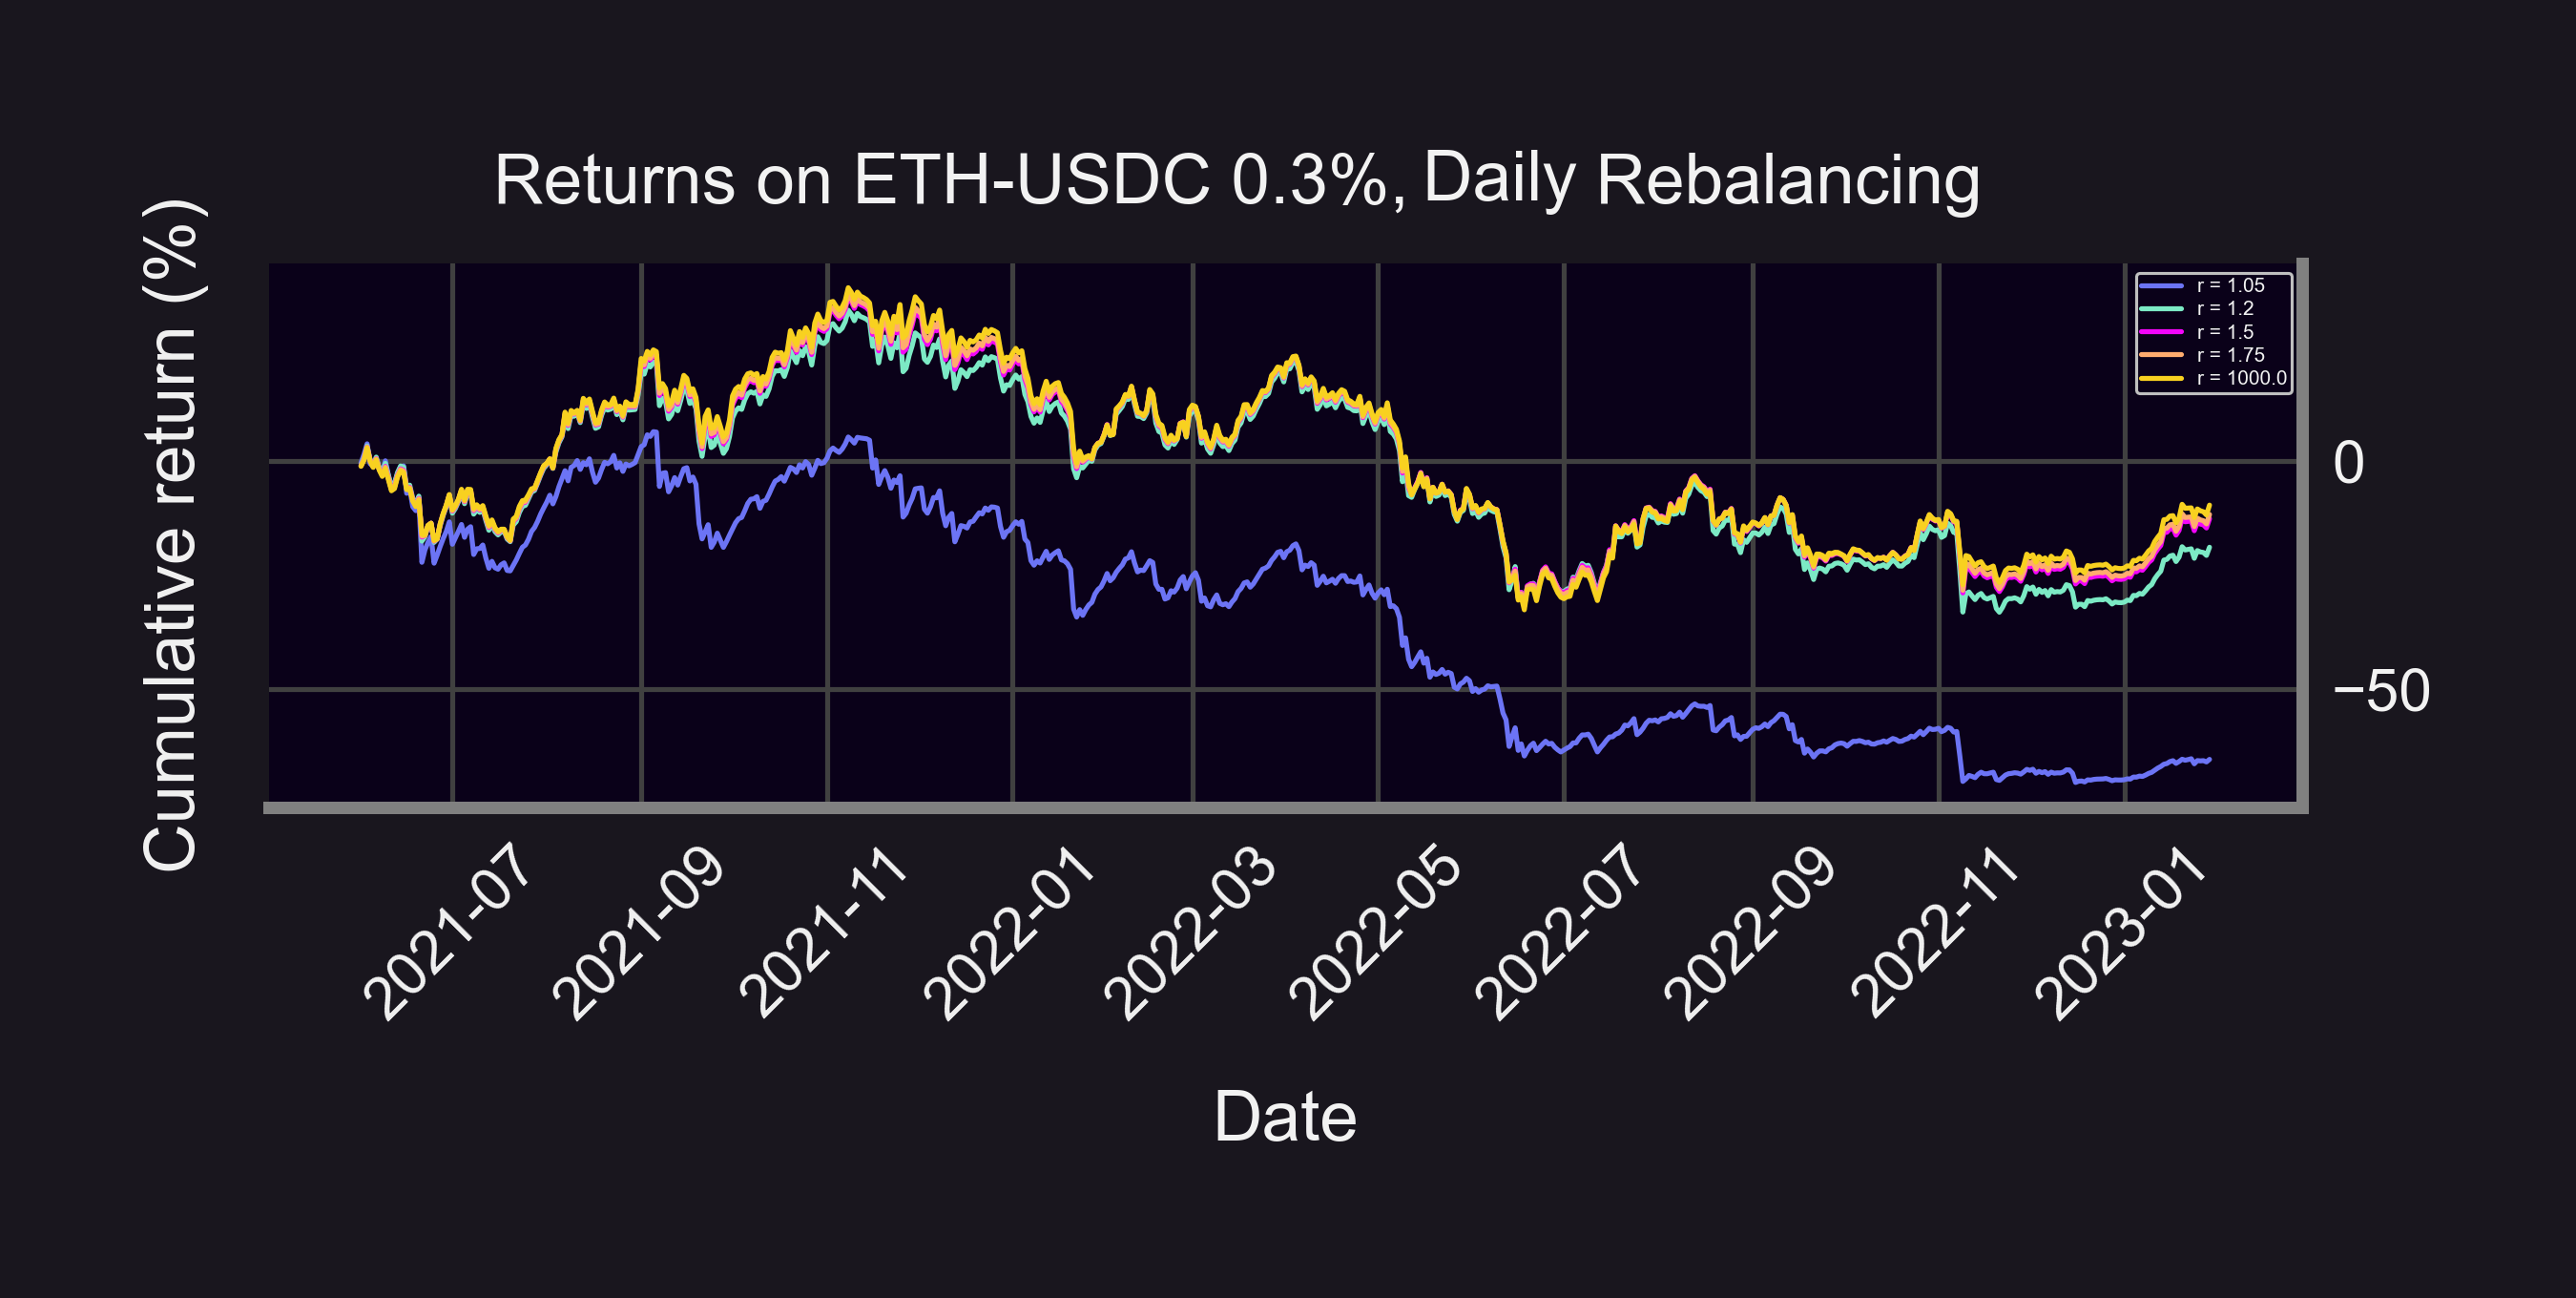 Returns on ETH-USDC 0.3%, Daily Rebalancing
Cumulative return (%)
r = 1.05
r = 1.2
r = 1.5
r = 1.75
r = 1000.0
0
−50
2021-07
2021-09
2021-11
2022-01
2022-03
2022-05
2022-07
2022-09
2022-11
2023-01
Date